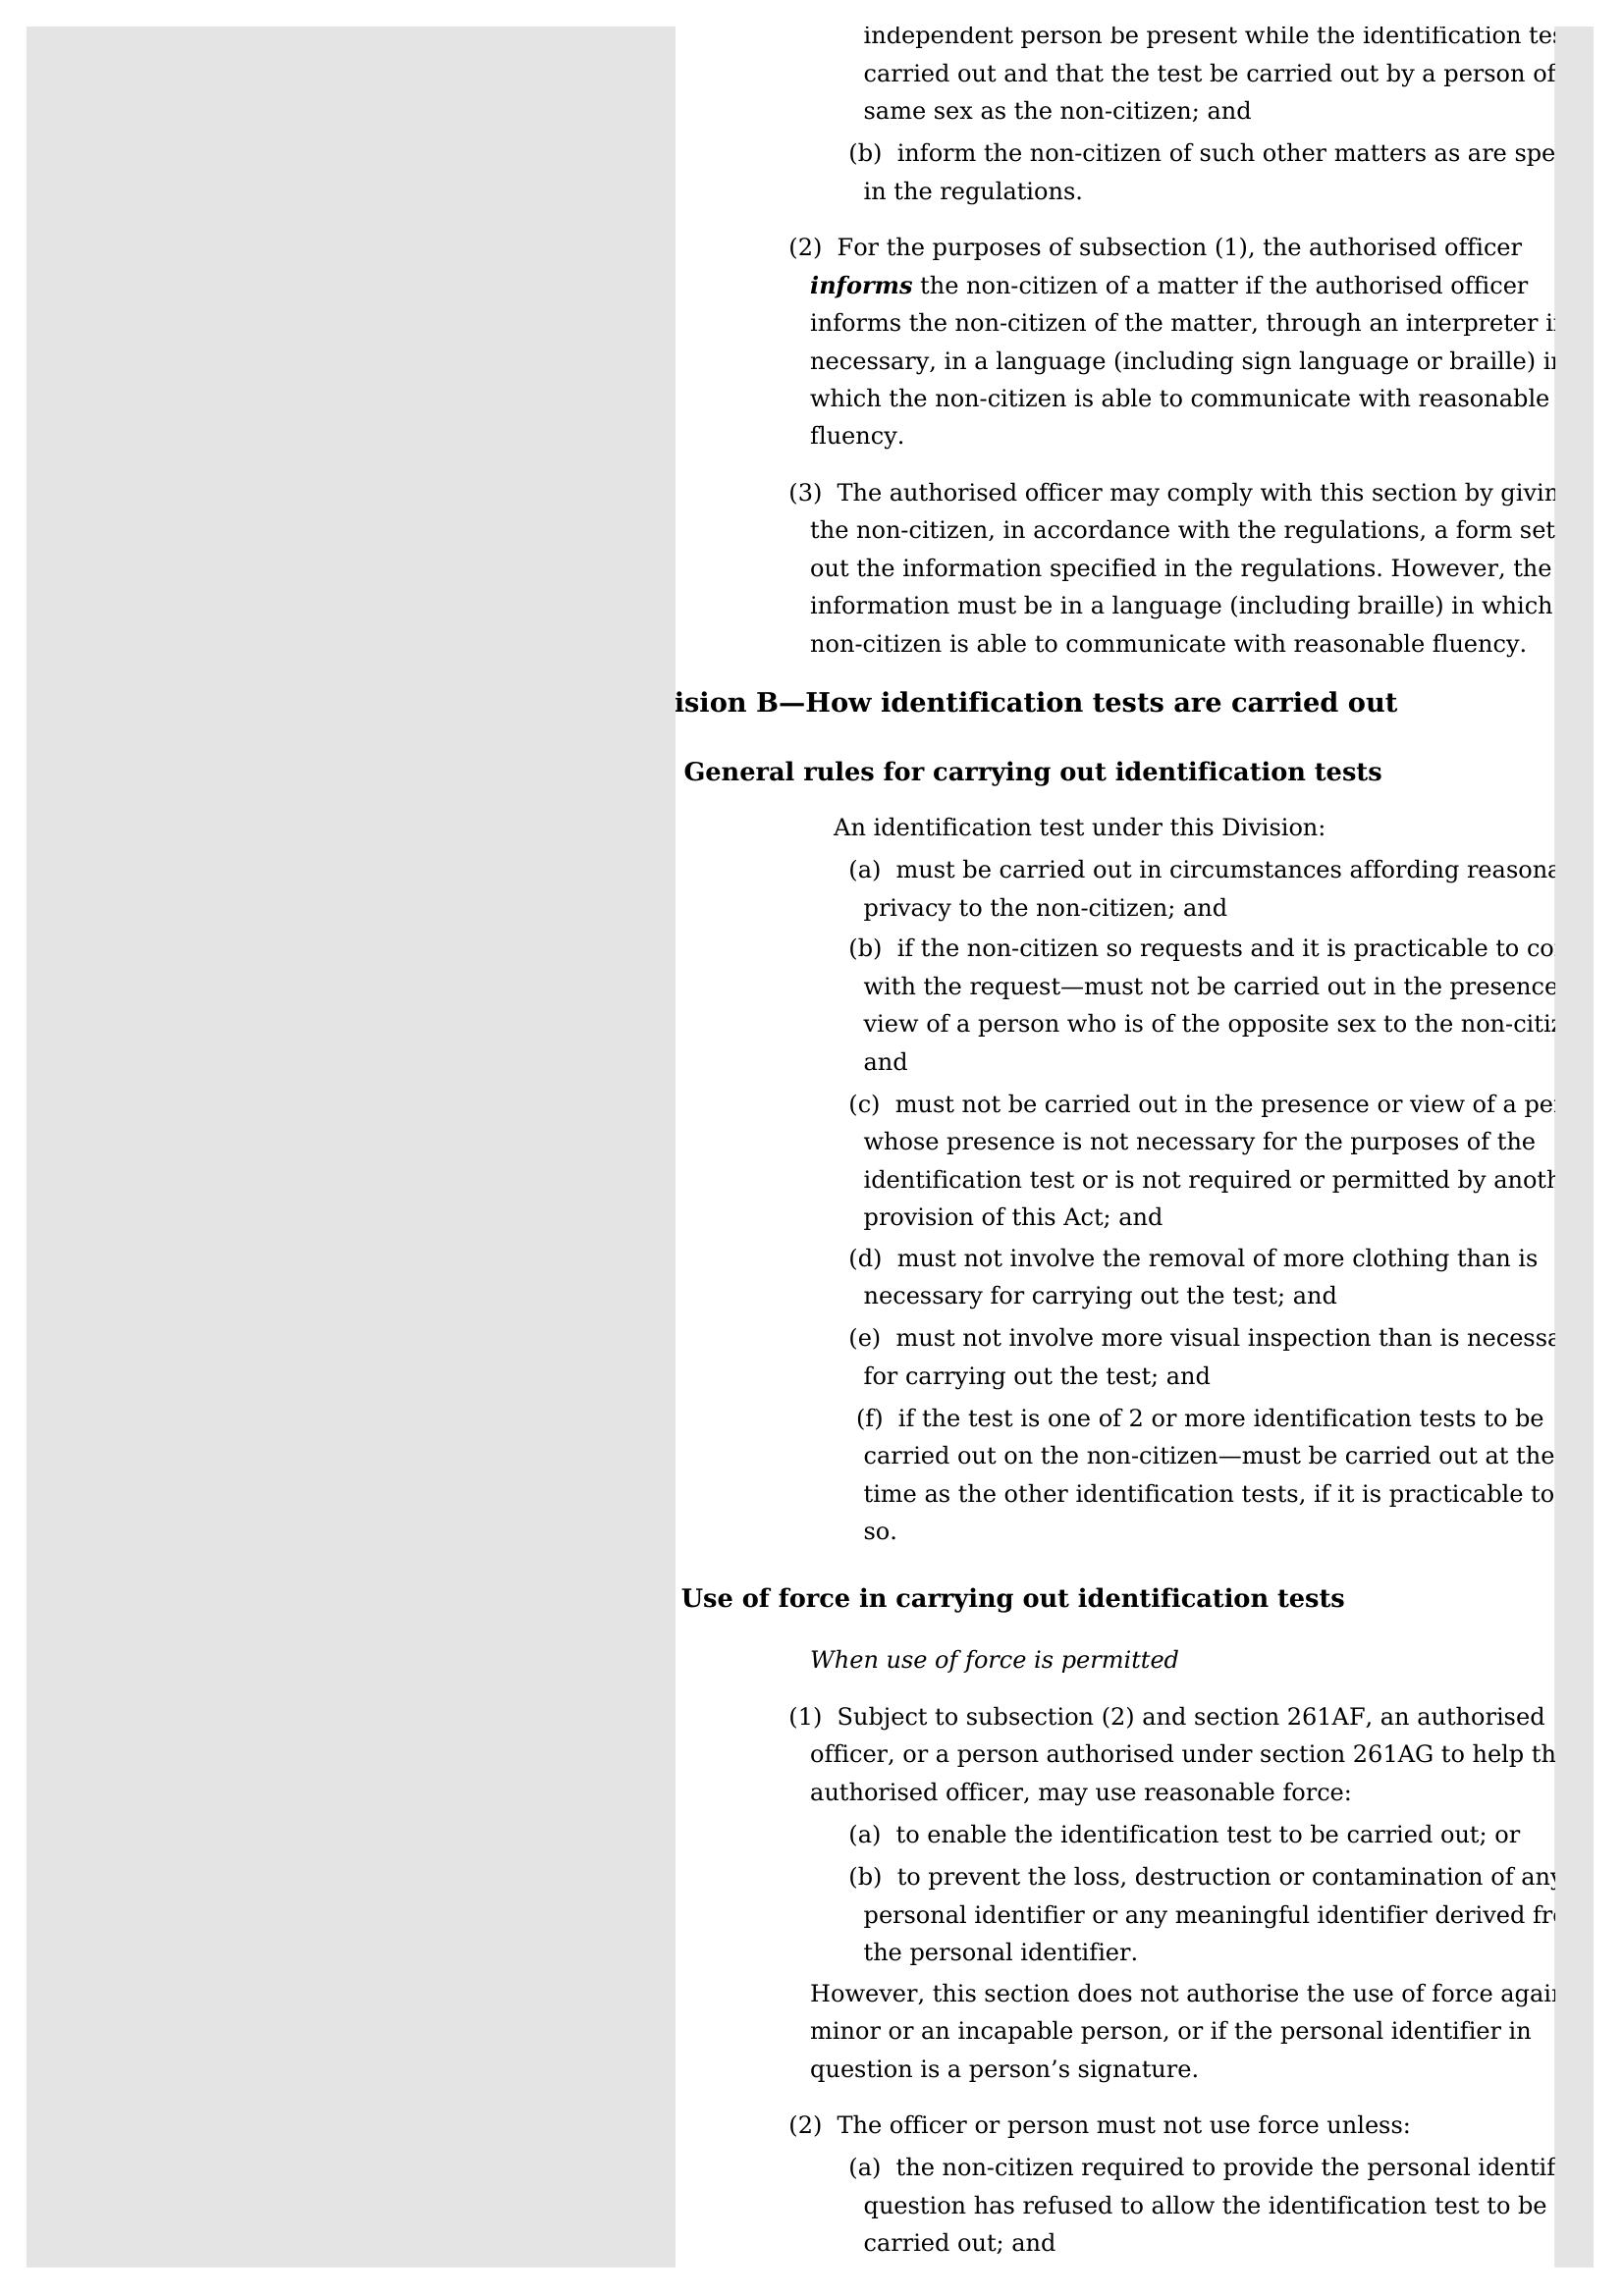 independent person be present while the identification
carried out and that the test be carried out by a person of
same sex as the non-citizen; and
(b) inform the non-citizen of such other matters as are
in the regulations.
(2) For the purposes of subsection (1), the authorised officer
informs the non-citizen of a matter if the authorised officer
informs the non-citizen of the matter, through an interpreter
necessary, in a language (including sign language or braille)
which the non-citizen is able to communicate with reasonable
fluency.
(3) The authorised officer may comply with this section by
the non-citizen, in accordance with the regulations, a form set
out the information specified in the regulations. However, the
information must be in a language (including braille) in which
non-citizen is able to communicate with reasonable fluency.
ision B—How identification tests are carried out
General rules for carrying out identification tests
An identification test under this Division:
(a) must be carried out in circumstances affording
privacy to the non-citizen; and
(b) if the non-citizen so requests and it is practicable to
with the request—must not be carried out in the presence
view of a person who is of the opposite sex to the
and
(c) must not be carried out in the presence or view of a
whose presence is not necessary for the purposes of the
identification test or is not required or permitted by
provision of this Act; and
(d) must not involve the removal of more clothing than is
necessary for carrying out the test; and
(e) must not involve more visual inspection than is
for carrying out the test; and
(f) if the test is one of 2 or more identification tests to be
carried out on the non-citizen—must be carried out at the
time as the other identification tests, if it is practicable to
so.
Use of force in carrying out identification tests
When use of force is permitted
(1) Subject to subsection (2) and section 261AF, an authorised
officer, or a person authorised under section 261AG to help
authorised officer, may use reasonable force:
(a) to enable the identification test to be carried out; or
(b) to prevent the loss, destruction or contamination of any
personal identifier or any meaningful identifier derived
the personal identifier.
However, this section does not authorise the use of force
minor or an incapable person, or if the personal identifier in
question is a person’s signature.
(2) The officer or person must not use force unless:
(a) the non-citizen required to provide the personal
question has refused to allow the identification test to be
carried out; and